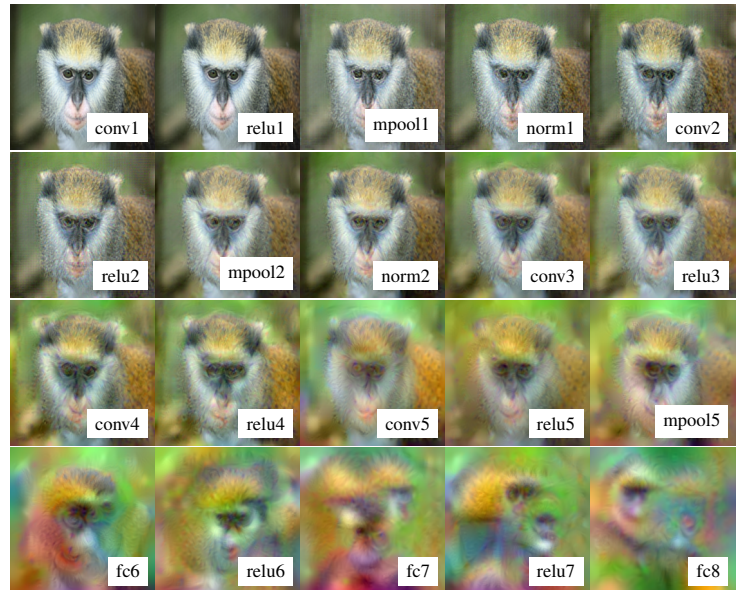 conv1
relu1
mpool1
norm1
conv2
relu2
mpool2
norm2
conv3
relu3
conv4
relu4
conv5
relu5
mpool5
fc6
relu6
fc7
relu7
fc8